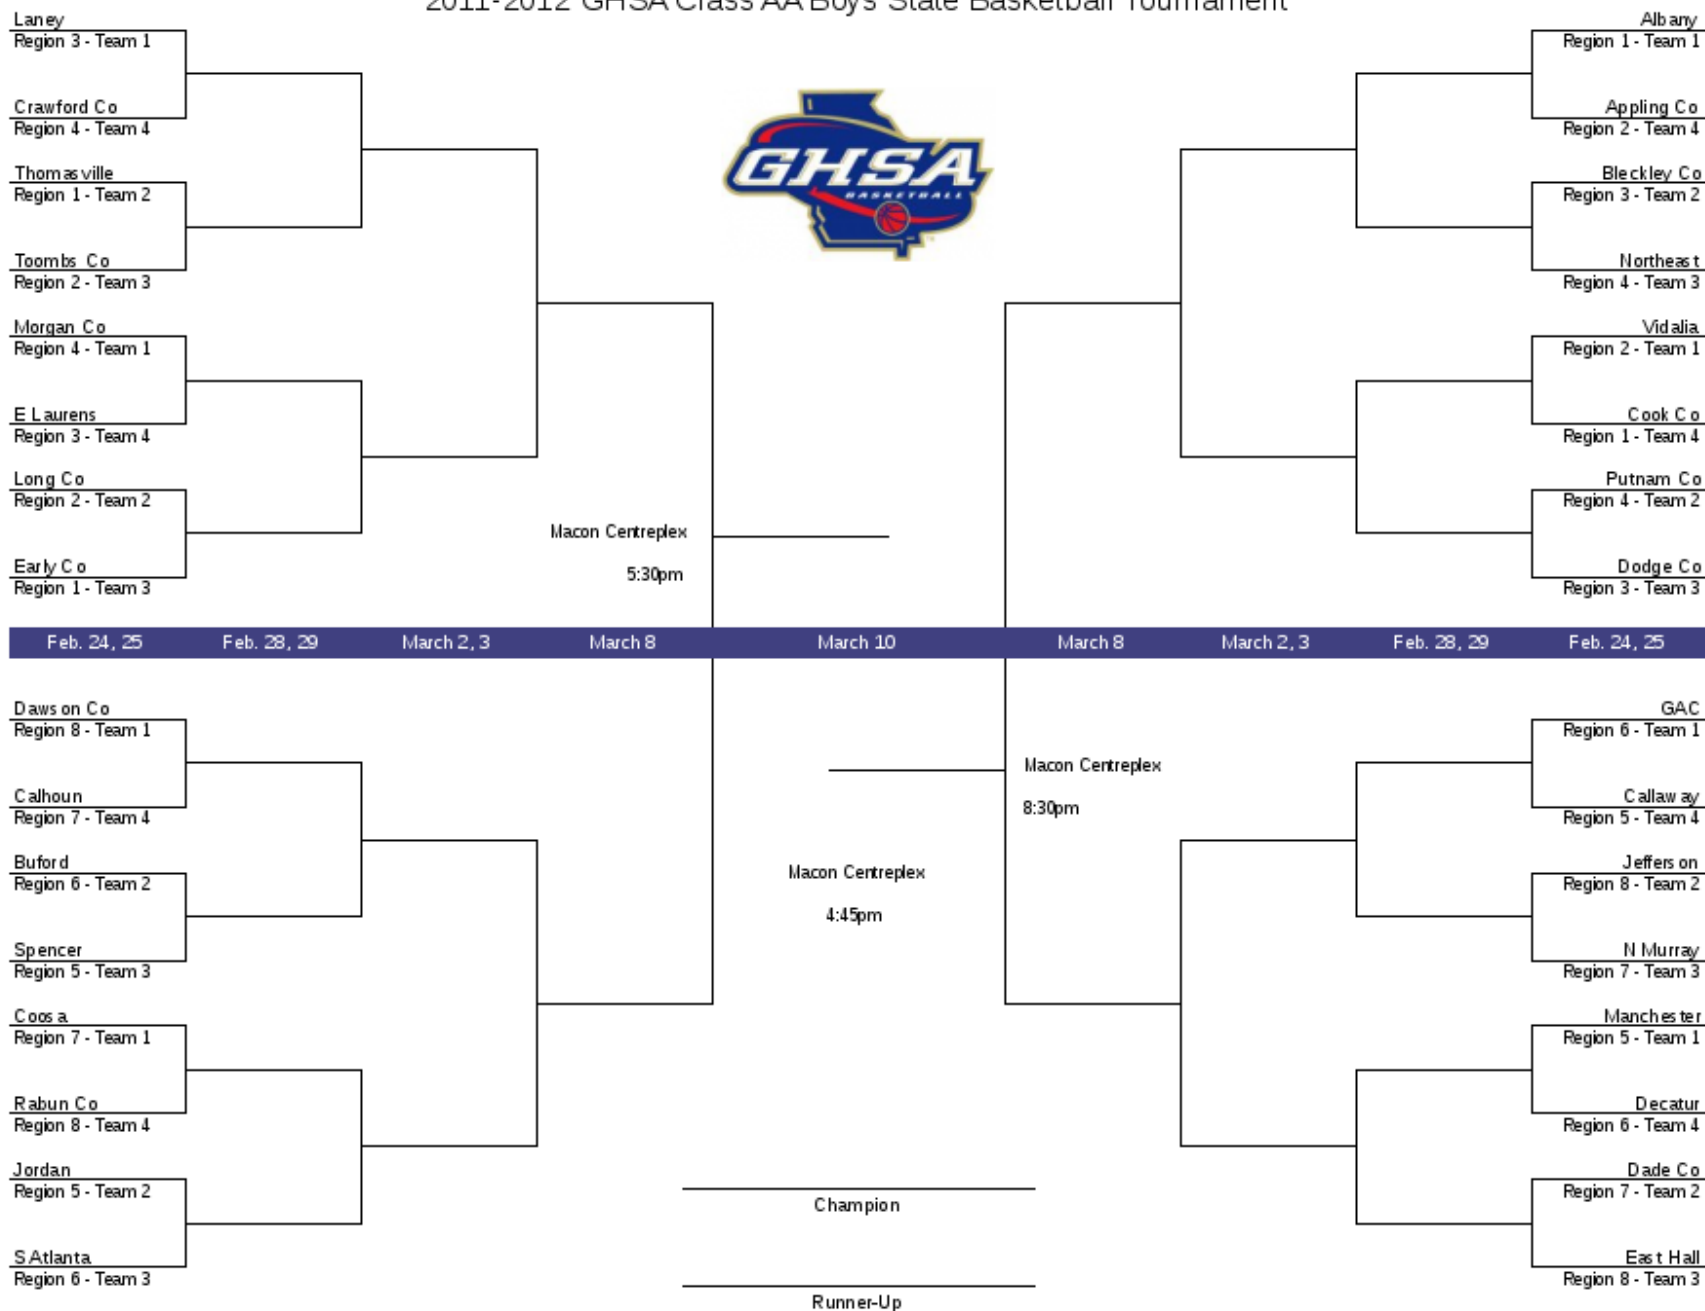 2011-2012 GHSA Class AA Boys State Basketball Tournament
GHSA
BASKETBALL
Laney
Region 3 - Team 1
Crawford Co
Region 4 - Team 4
Thomasville
Region 1 - Team 2
Toombs Co
Region 2 - Team 3
Morgan Co
Region 4 - Team 1
E Laurens
Region 3 - Team 4
Long Co
Region 2 - Team 2
Early Co
Region 1 - Team 3
Macon Centreplex
5:30pm
Albany
Region 1 - Team 1
Appling Co
Region 2 - Team 4
Bleckley Co
Region 3 - Team 2
Northeast
Region 4 - Team 3
Vidalia
Region 2 - Team 1
Cook Co
Region 1 - Team 4
Putnam Co
Region 4 - Team 2
Dodge Co
Region 3 - Team 3
Feb. 24, 25 Feb. 28, 29 March 2, 3 March 8 March 10 March 8 March 2, 3 Feb. 28, 29 Feb. 24, 25
Dawson Co
Region 8 - Team 1
Calhoun
Region 7 - Team 4
Buford
Region 6 - Team 2
Spencer
Region 5 - Team 3
Coosa
Region 7 - Team 1
Rabun Co
Region 8 - Team 4
Jordan
Region 5 - Team 2
S Atlanta
Region 6 - Team 3
Macon Centreplex
8:30pm
Macon Centreplex
4:45pm
Champion
Runner-Up
GAC
Region 6 - Team 1
Callaway
Region 5 - Team 4
Jefferson
Region 8 - Team 2
N Murray
Region 7 - Team 3
Manchester
Region 5 - Team 1
Decatur
Region 6 - Team 4
Dade Co
Region 7 - Team 2
East Hall
Region 8 - Team 3